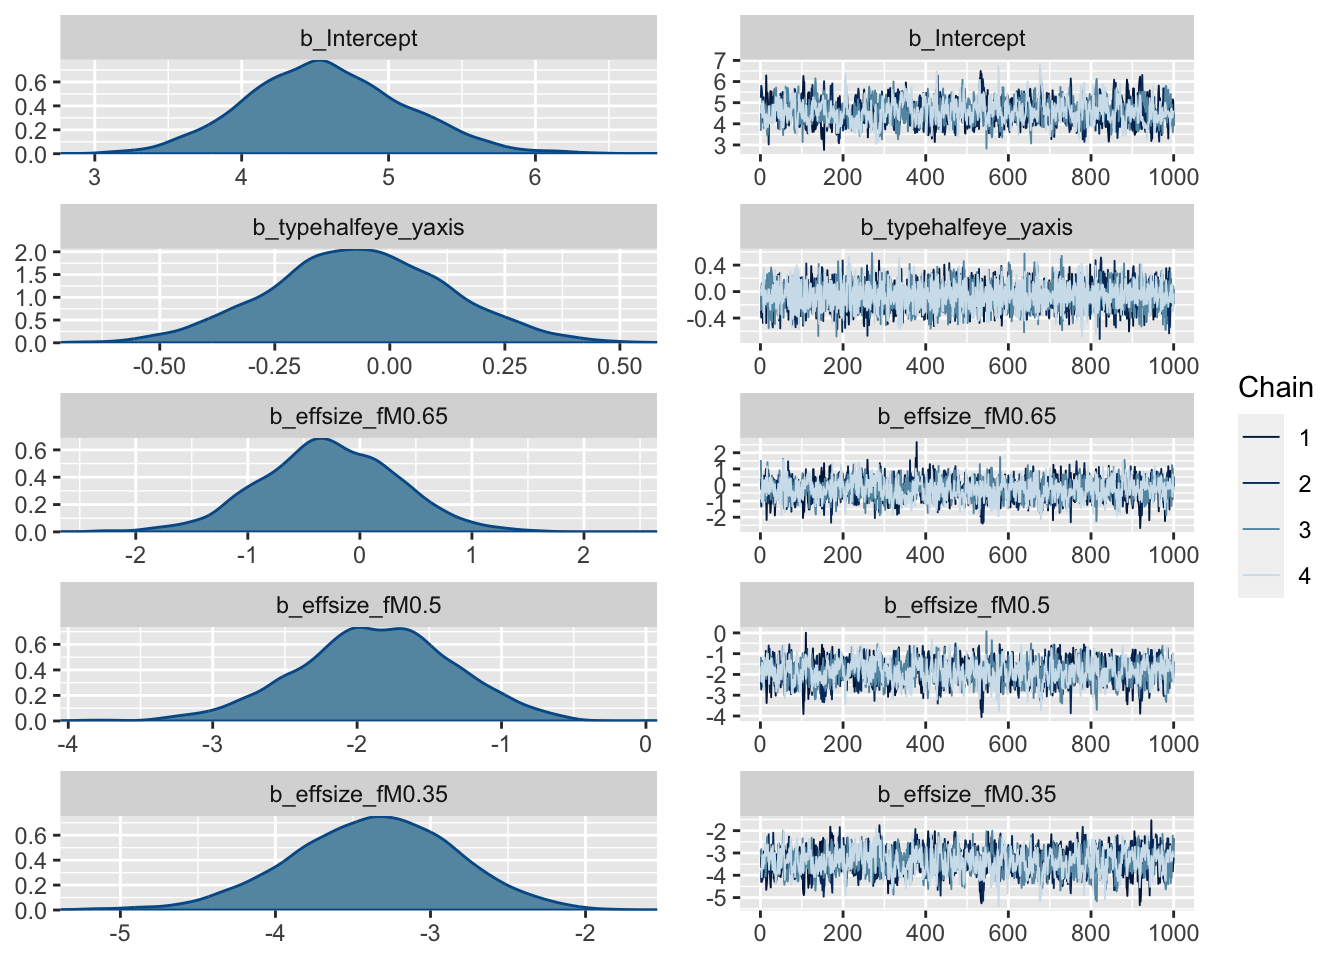 b_Intercept
0.6
0.4
0.2
0.0
3 4 5 6
b_Intercept
7
6
5
4
3
0 200 400 600 800 1000
b_typehalfeye_yaxis
2.0
1.5
1.0
0.5
0.0
-0.50 -0.25 0.00 0.25 0.50
b_typehalfeye_yaxis
0.4
0.0
-0.4
0 200 400 600 800 1000
b_effsize_fM0.65
0.6
0.4
0.2
0.0
-2 -1 0 1 2
b_effsize_fM0.65
2
1
0
-1
-2
0 200 400 600 800 1000
b_effsize_fM0.5
0.6
0.4
0.2
0.0
-4 -3 -2 -1 0
b_effsize_fM0.5
0
-1
-2
-3
-4
0 200 400 600 800 1000
b_effsize_fM0.35
0.6
0.4
0.2
0.0
-5 -4 -3 -2
b_effsize_fM0.35
-2
-3
-4
-5
0 200 400 600 800 1000
Chain
1
2
3
4